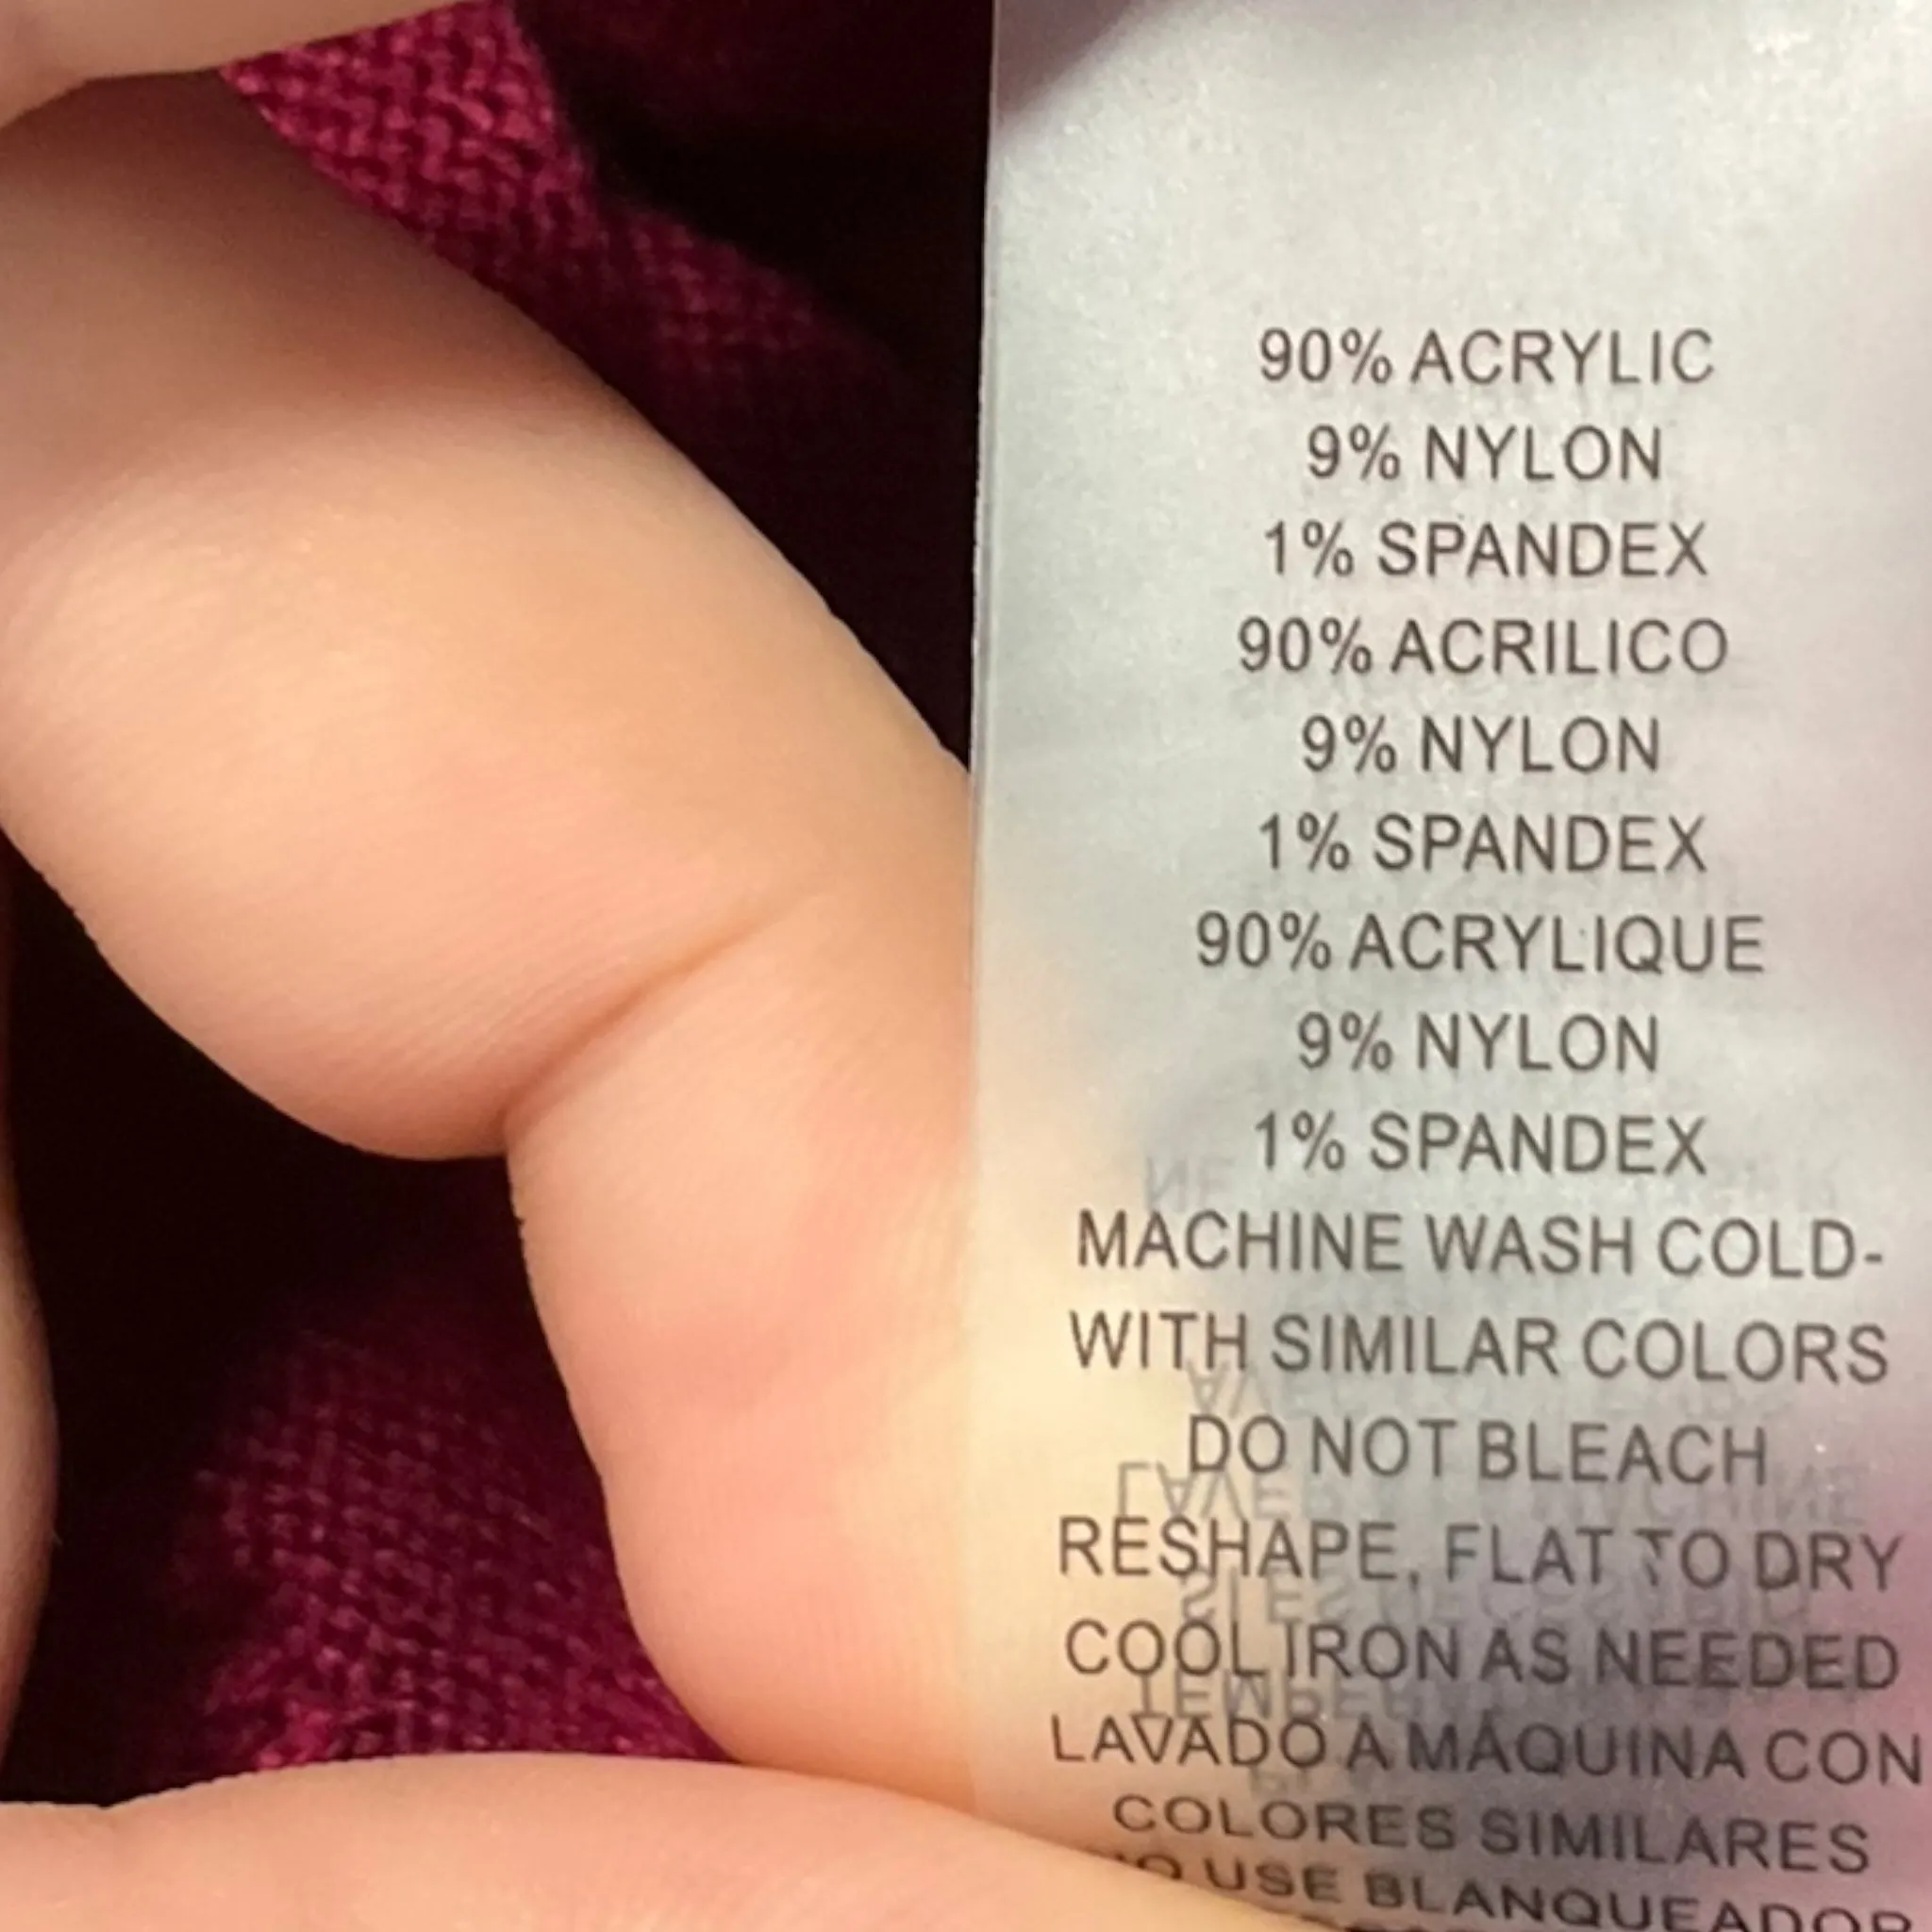 90% ACRYLIC
9% NYLON
1% SPANDEX
90% ACRILICO
9% NYLON
1% SPANDEX
90% ACRYLIQUE
9% NYLON
1% SPANDEX
MACHINE WASH COLD-
WITH SIMILAR COLORS
DO NOT BLEACH
RESHAPE, FLAT TO DRY
COOL IRON AS NEEDED
LAVADO A MÁQUINA CON
COLORES SIMILARES
USE BLANQUEADOR